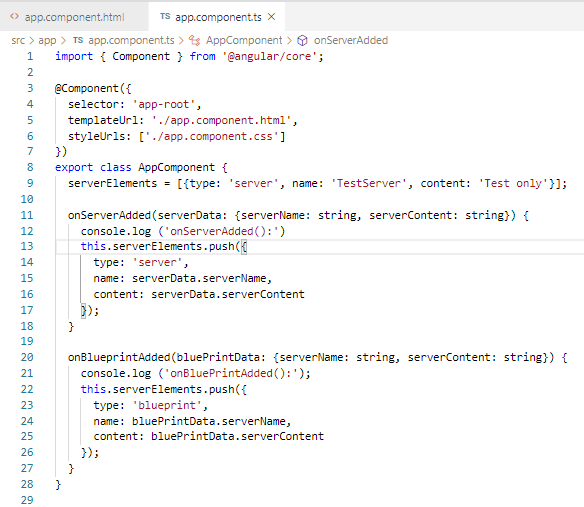 <> app.component.html
TS app.component.ts ×
src > app > TS app.component.ts > AppComponent > onServerAdded
1 import { Component } from '@angular/core';
2
3 @Component({
4 selector: 'app-root',
5 templateUrl: './app.component.html',
6 styleUrls: ['./app.component.css']
7 })
8 export class AppComponent {
9 serverElements = [{type: 'server', name: 'TestServer', content: 'Test only'}];
10
11 onServerAdded(serverData: {serverName: string, serverContent: string}) {
12 console.log ('onServerAdded():')
13 this.serverElements.push({
14 type: 'server',
15 name: serverData.serverName,
16 content: serverData.serverContent
17 });
18 }
19
20 onBlueprintAdded(bluePrintData: {serverName: string, serverContent: string}) {
21 console.log ('onBluePrintAdded():');
22 this.serverElements.push({
23 type: 'blueprint',
24 name: bluePrintData.serverName,
25 content: bluePrintData.serverContent
26 });
27 }
28 }
29